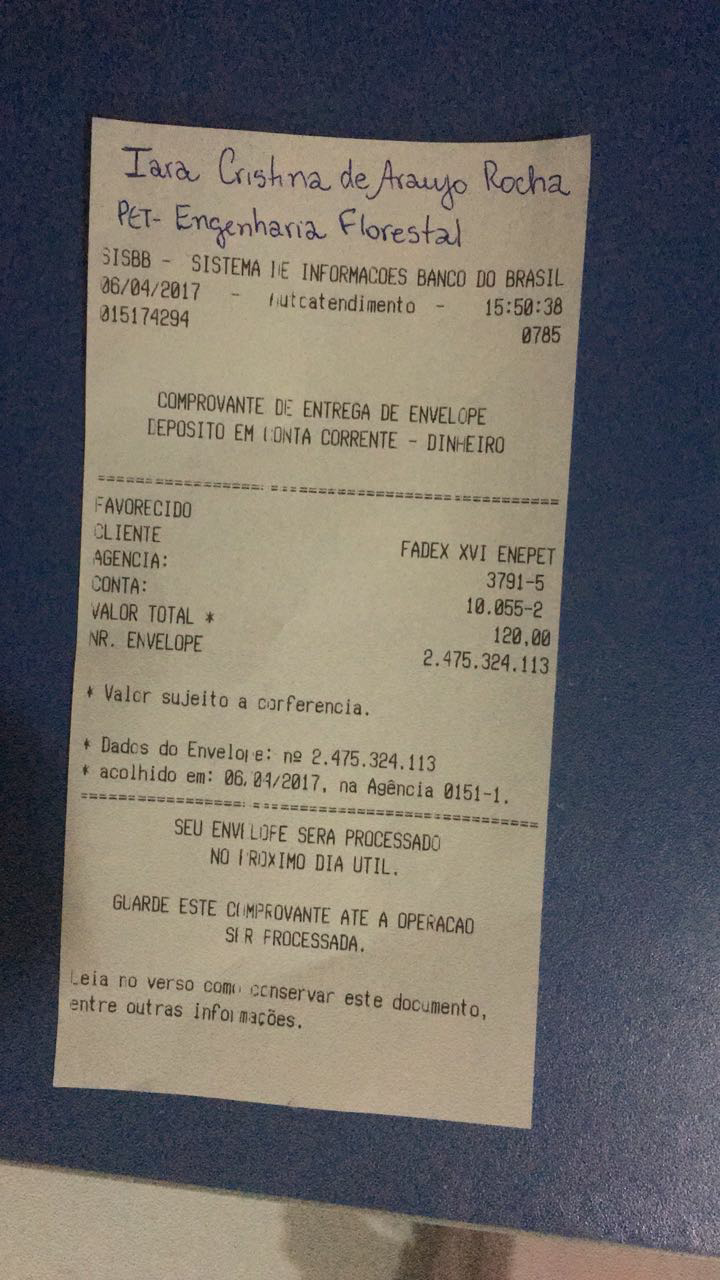 Iara Cristina de Araujo Rocha
PET- Engenharia Florestal
SISBB - SISTEMA DE INFORMACOES BANCO DO BRASIL
06/04/2017 - Autoatendimento - 15:50:38
015174294 0785
COMPROVANTE DE ENTREGA DE ENVELOPE
DEPOSITO EM CONTA CORRENTE - DINHEIRO
================================================
FAVORECIDO
CLIENTE FADEX XVI ENEPET
AGENCIA: 3791-5
CONTA: 10.055-2
VALOR TOTAL * 120,00
NR. ENVELOPE 2.475.324.113
* Valor sujeito a conferencia.
* Dados do Envelope: nº 2.475.324.113
* acolhido em: 06/04/2017, na Agência 0151-1.
================================================
SEU ENVELOPE SERA PROCESSADO
NO PROXIMO DIA UTIL.
GUARDE ESTE COMPROVANTE ATE A OPERACAO
SER PROCESSADA.
Leia no verso como conservar este documento,
entre outras informações.